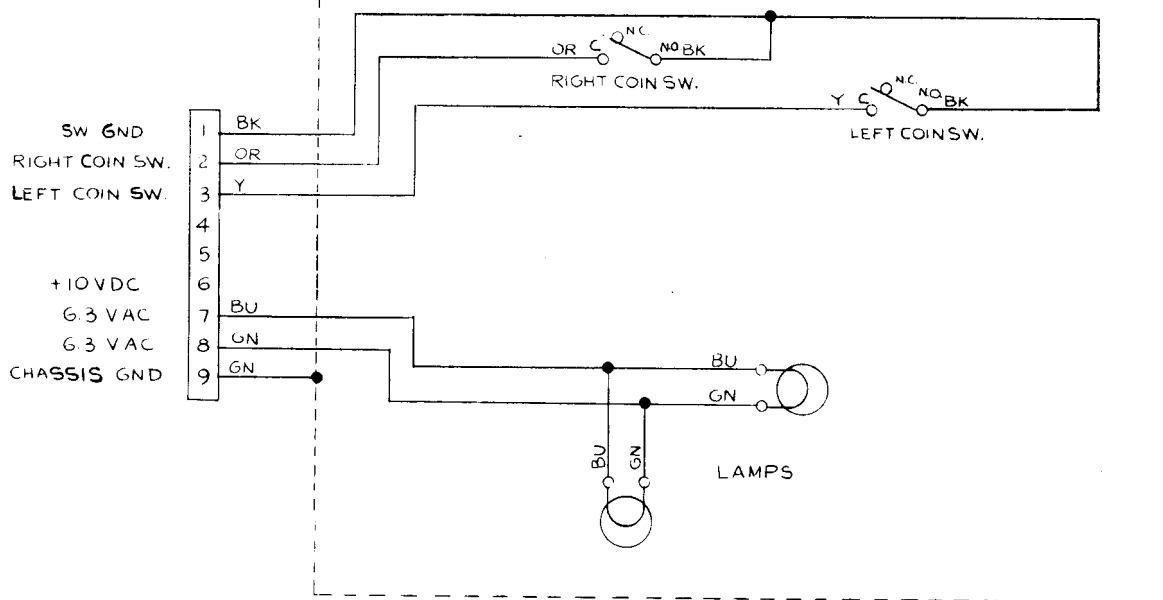 OR C N.C. N.O. BK
RIGHT COIN SW.
Y C N.C. N.O. BK
LEFT COIN SW.
SW GND 1 BK
RIGHT COIN SW. 2 OR
LEFT COIN SW. 3 Y
4
5
+10VDC 6
6.3 VAC 7 BU
6.3 VAC 8 GN
CHASSIS GND 9 GN
BU
GN
BU GN
LAMPS